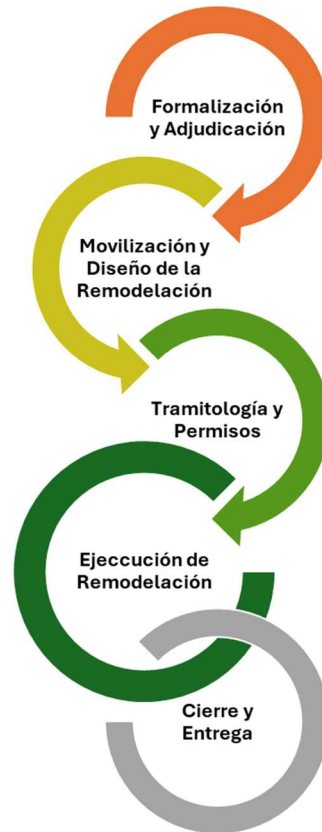 Formalización
y Adjudicación
Movilización y
Diseño de la
Remodelación
Tramitología y
Permisos
Ejeccución de
Remodelación
Cierre y
Entrega